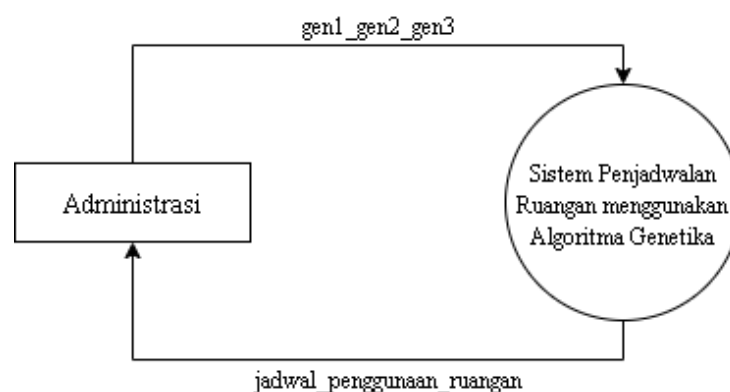 gen1_gen2_gen3
Administrasi
Sistem Penjadwalan
Ruangan menggunakan
Algoritma Genetika
jadwal_penggunaan_ruangan